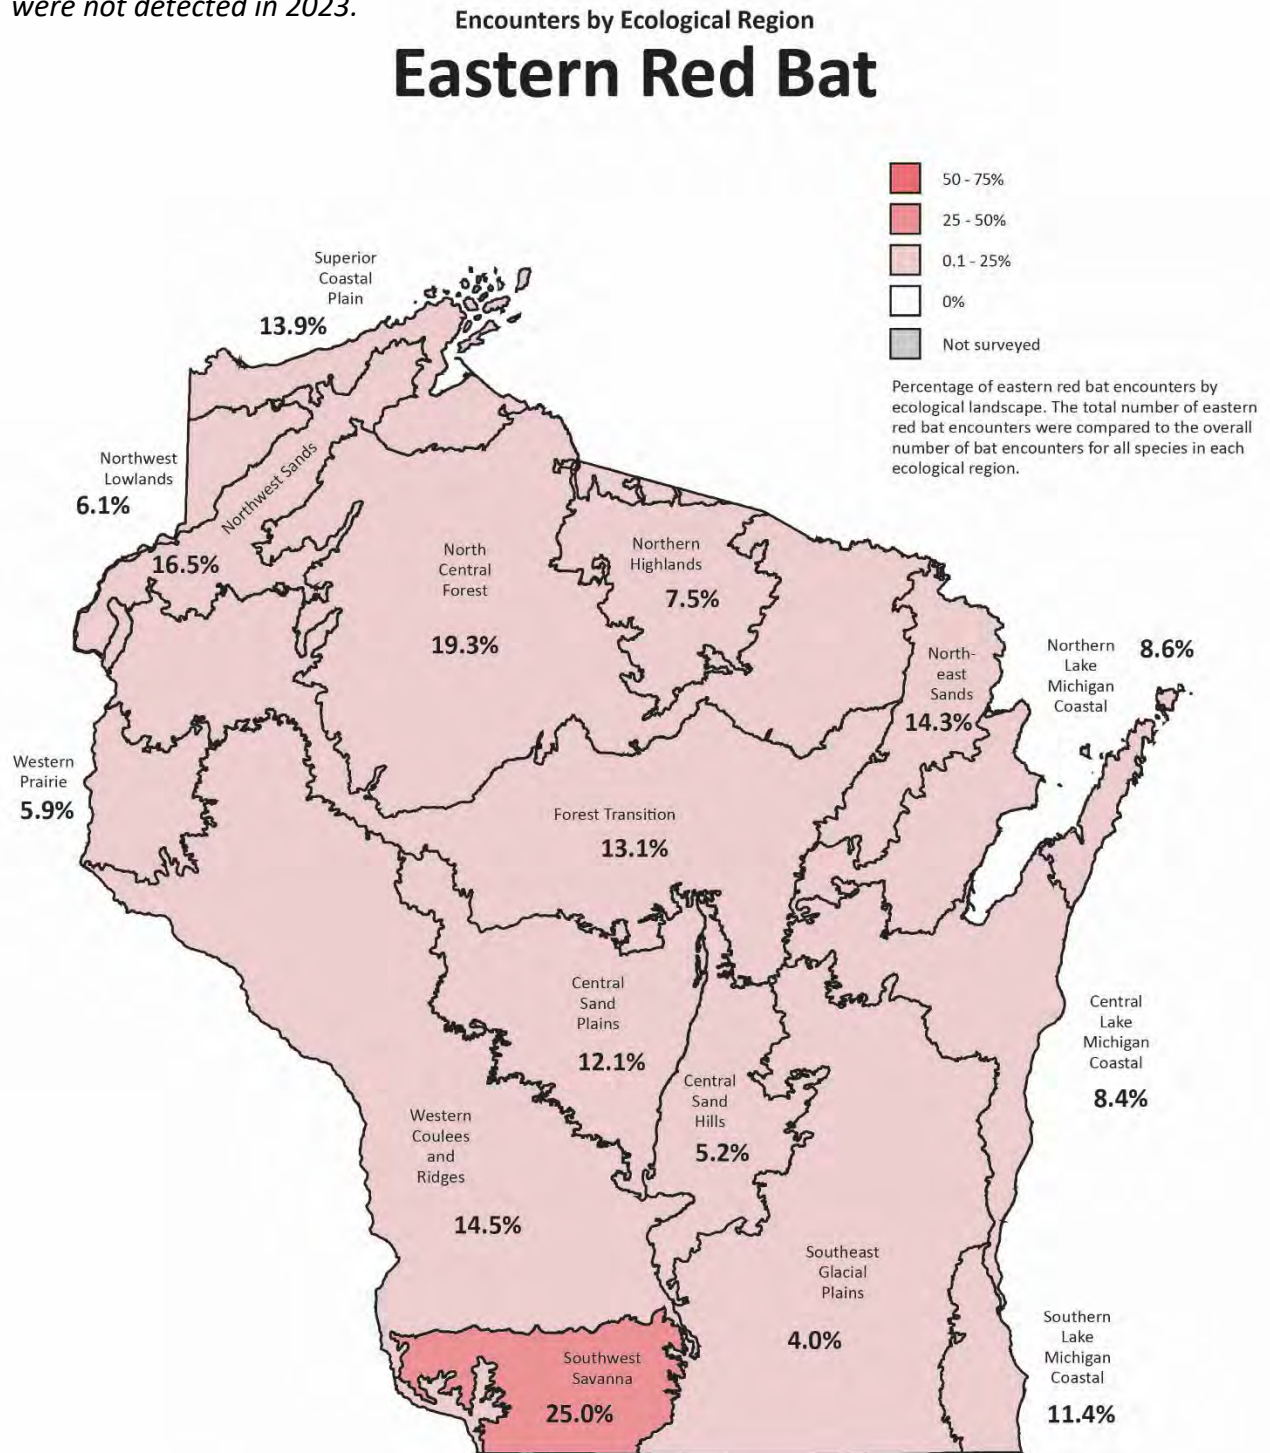 were not detected in 2023.
Encounters by Ecological Region
Eastern Red Bat
50 - 75%
25 - 50%
0.1 - 25%
0%
Not surveyed
Percentage of eastern red bat encounters by
ecological landscape. The total number of eastern
red bat encounters were compared to the overall
number of bat encounters for all species in each
ecological region.
Superior
Coastal
Plain
13.9%
Northwest
Lowlands
6.1%
Northwest Sands
16.5%
North
Central
Forest
19.3%
Northern
Highlands
7.5%
North-
east
Sands
14.3%
Northern
Lake
Michigan
Coastal
8.6%
Western
Prairie
5.9%
Forest Transition
13.1%
Central
Sand
Plains
12.1%
Central
Sand
Hills
5.2%
Central
Lake
Michigan
Coastal
8.4%
Western
Coulees
and
Ridges
14.5%
Southeast
Glacial
Plains
4.0%
Southwest
Savanna
25.0%
Southern
Lake
Michigan
Coastal
11.4%